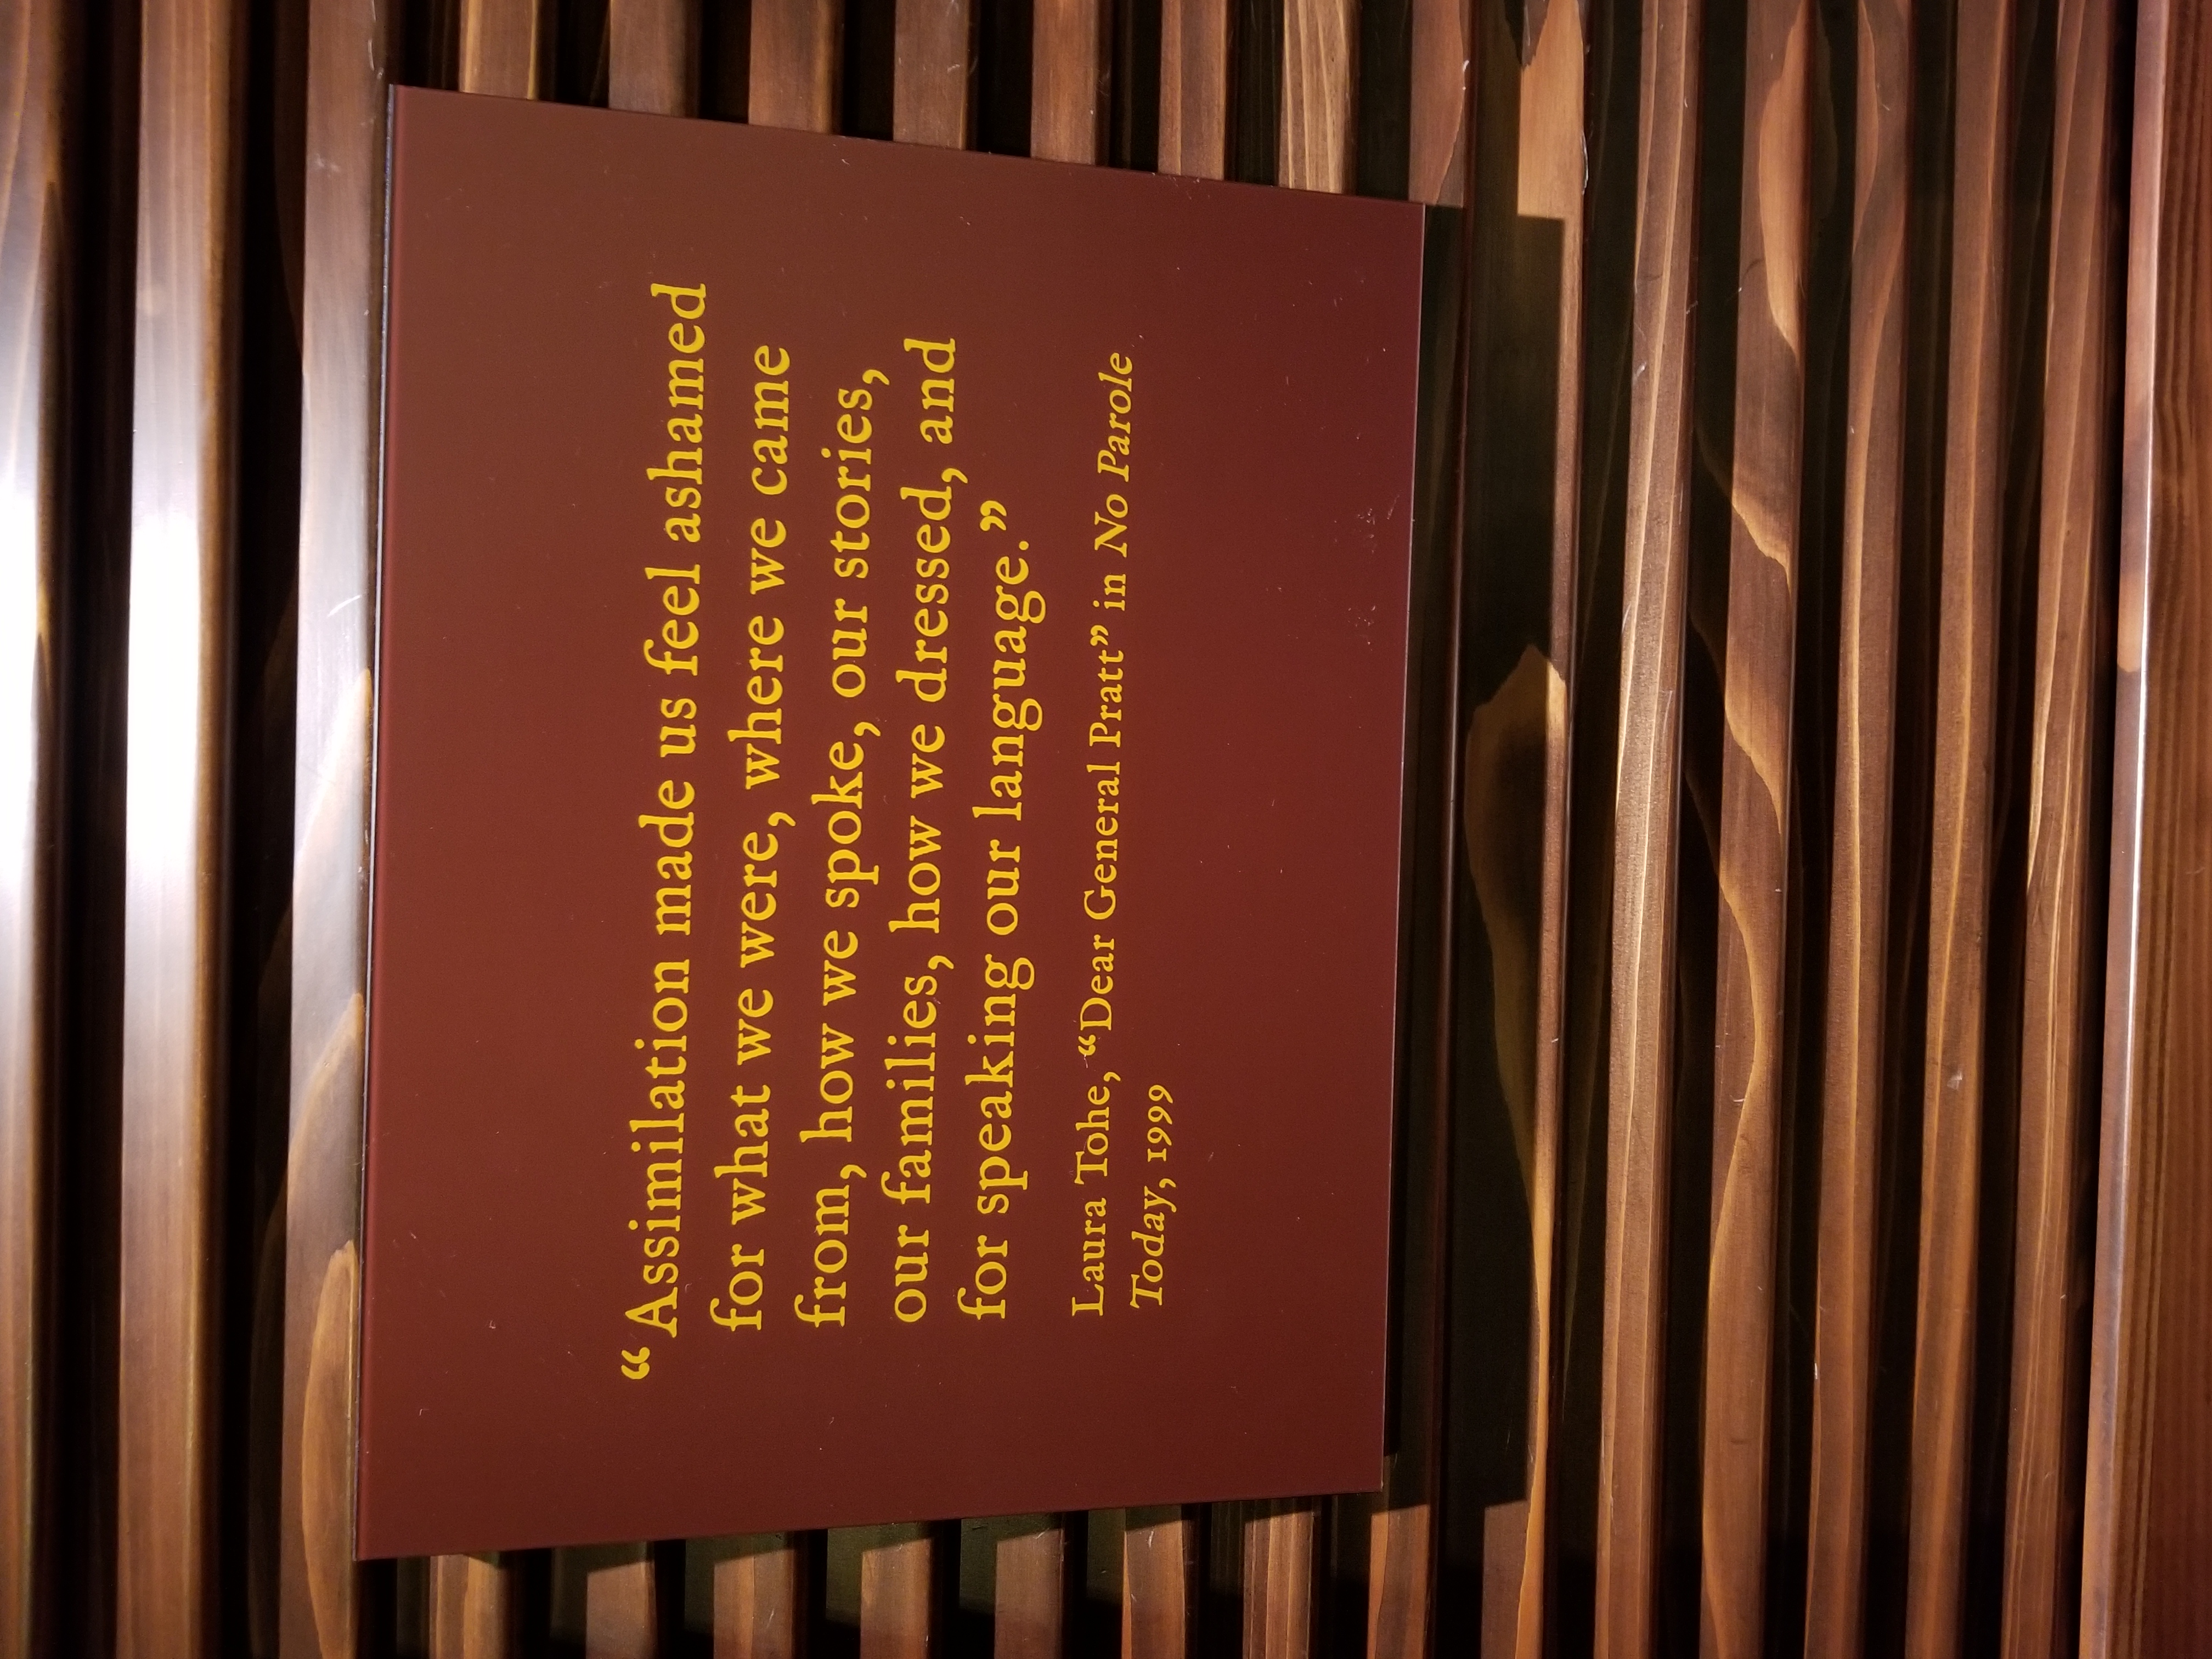 “Assimilation made us feel ashamed
for what we were, where we came
from, how we spoke, our stories,
our families, how we dressed, and
for speaking our language.”
Laura Tohe, “Dear General Pratt” in No Parole
Today, 1999